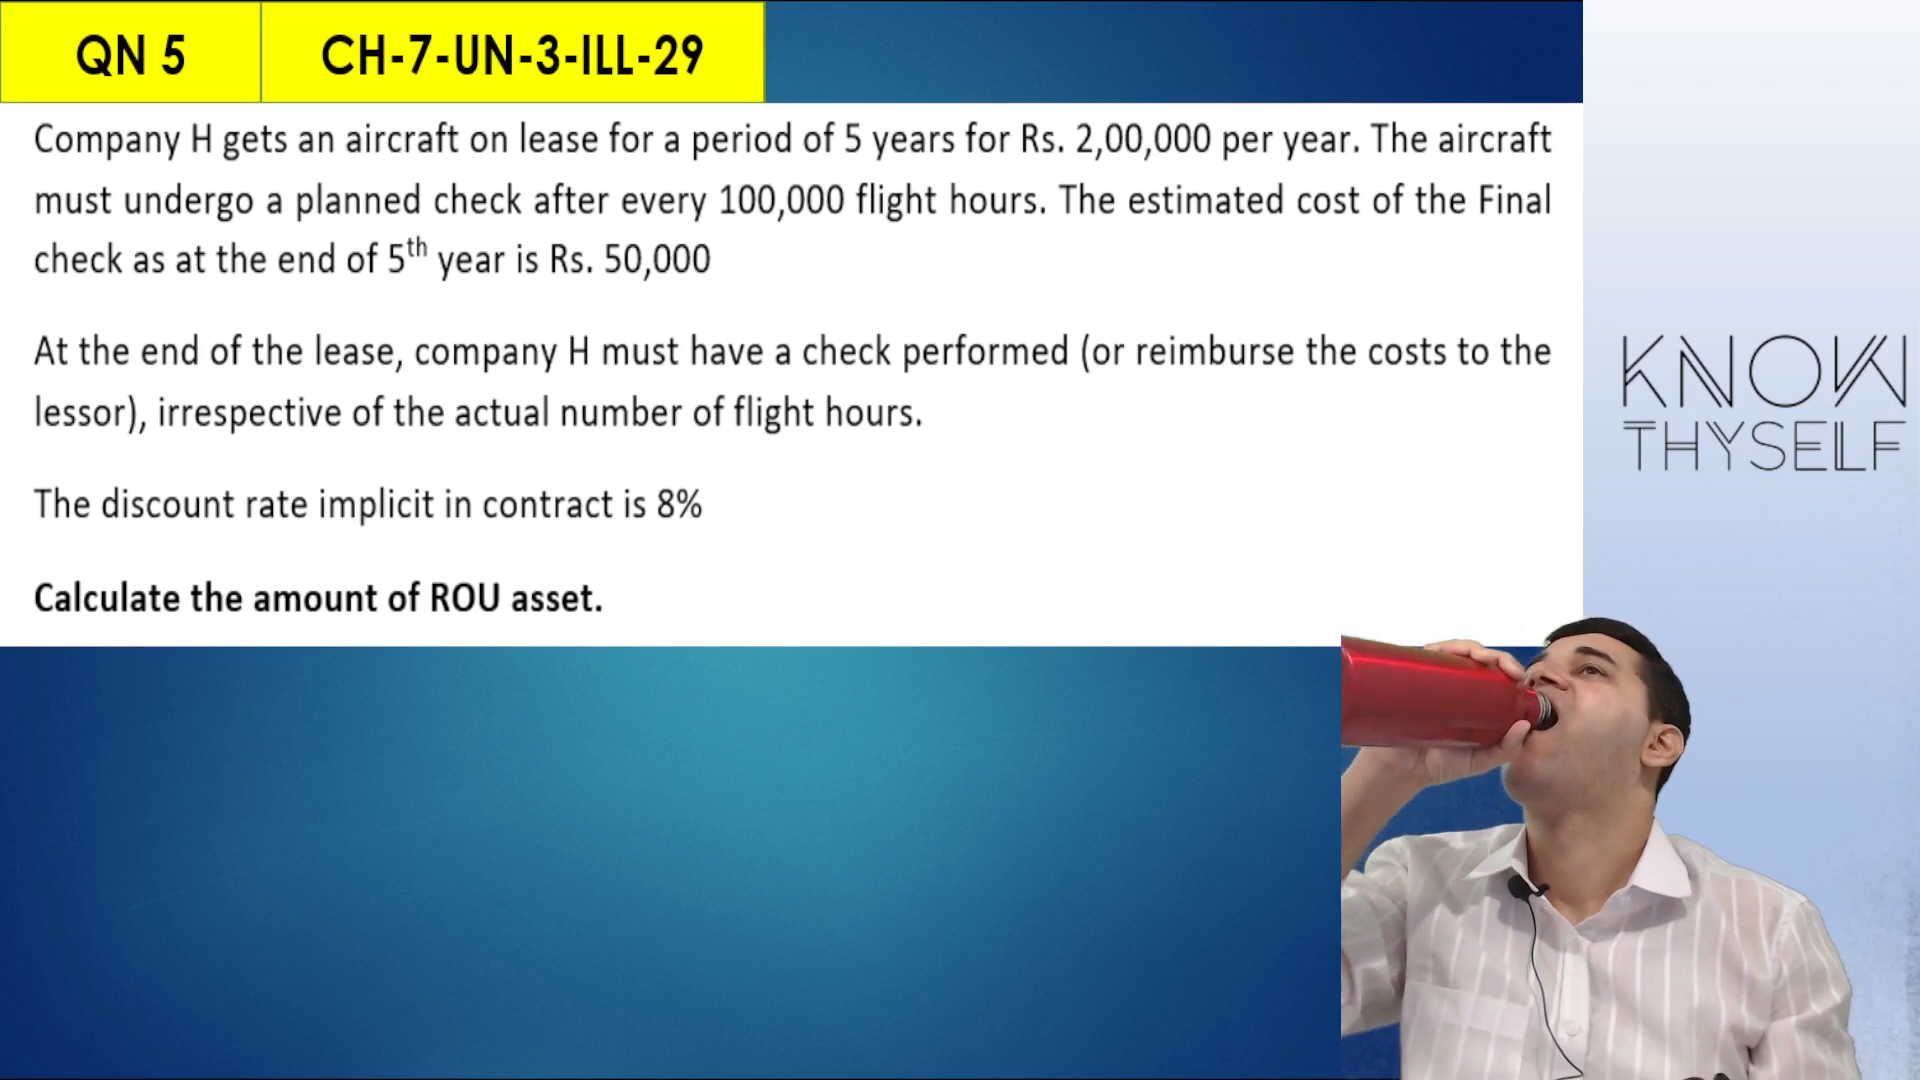 QN 5 CH-7-UN-3-ILL-29
Company H gets an aircraft on lease for a period of 5 years for Rs. 2,00,000 per year. The aircraft
must undergo a planned check after every 100,000 flight hours. The estimated cost of the Final
check as at the end of 5th year is Rs. 50,000
At the end of the lease, company H must have a check performed (or reimburse the costs to the
lessor), irrespective of the actual number of flight hours.
The discount rate implicit in contract is 8%
Calculate the amount of ROU asset.
KNOW
THYSELF